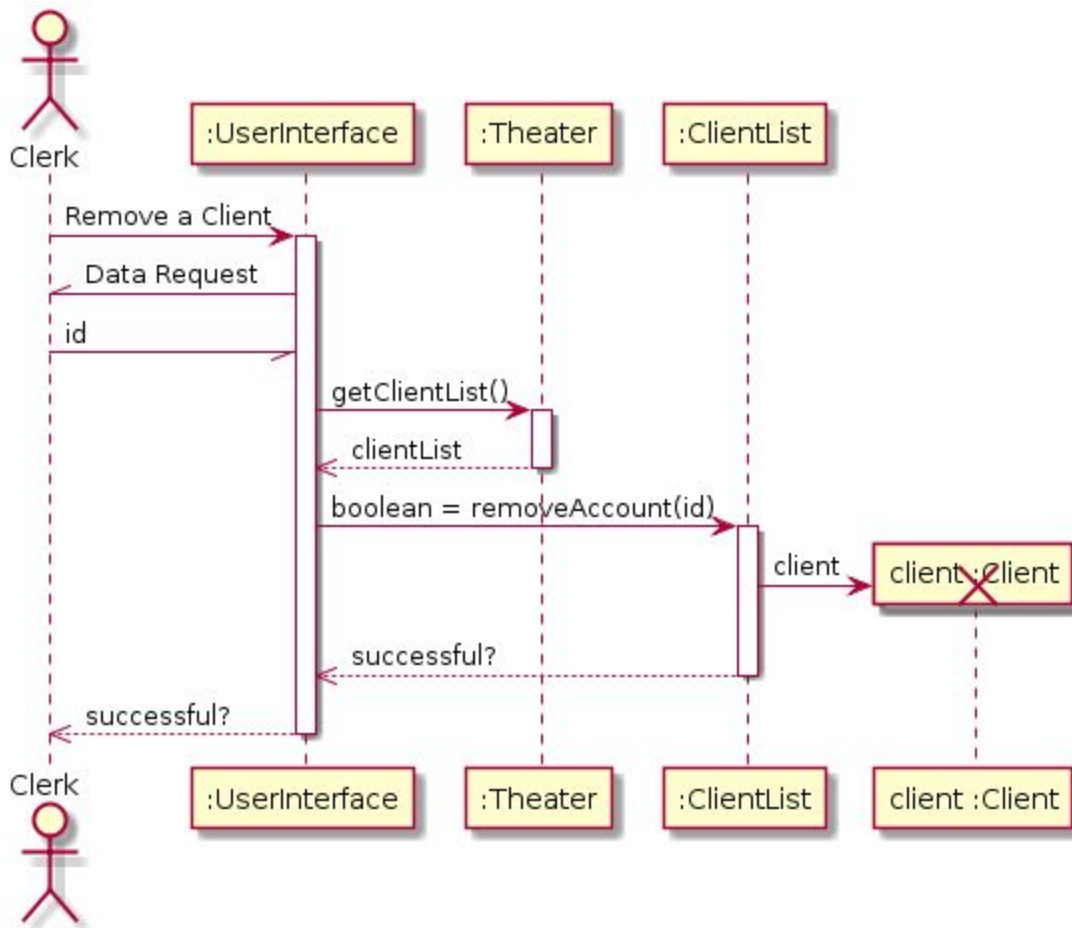 Clerk
:UserInterface
:Theater
:ClientList
Remove a Client
Data Request
id
getClientList()
clientList
boolean = removeAccount(id)
client
client :Client
successful?
successful?
Clerk
:UserInterface
:Theater
:ClientList
client :Client